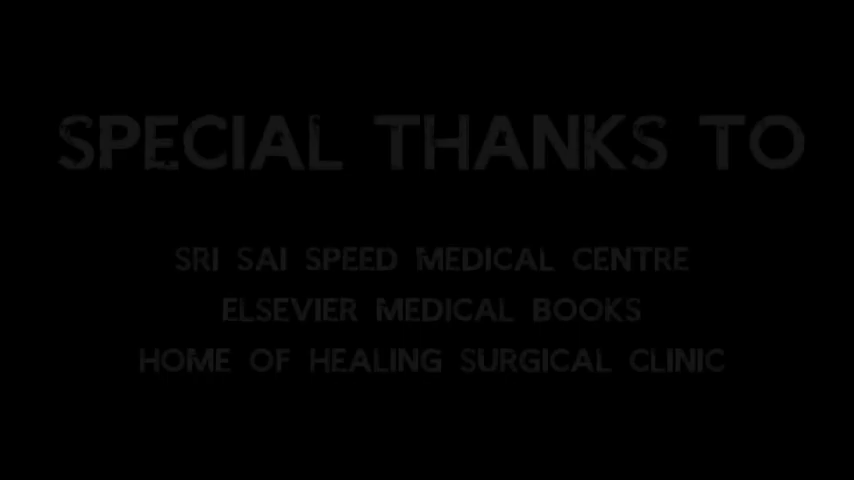 SPECIAL THANKS TO
SRI SAI SPEED MEDICAL CENTRE
ELSEVIER MEDICAL BOOKS
HOME OF HEALING SURGICAL CLINIC